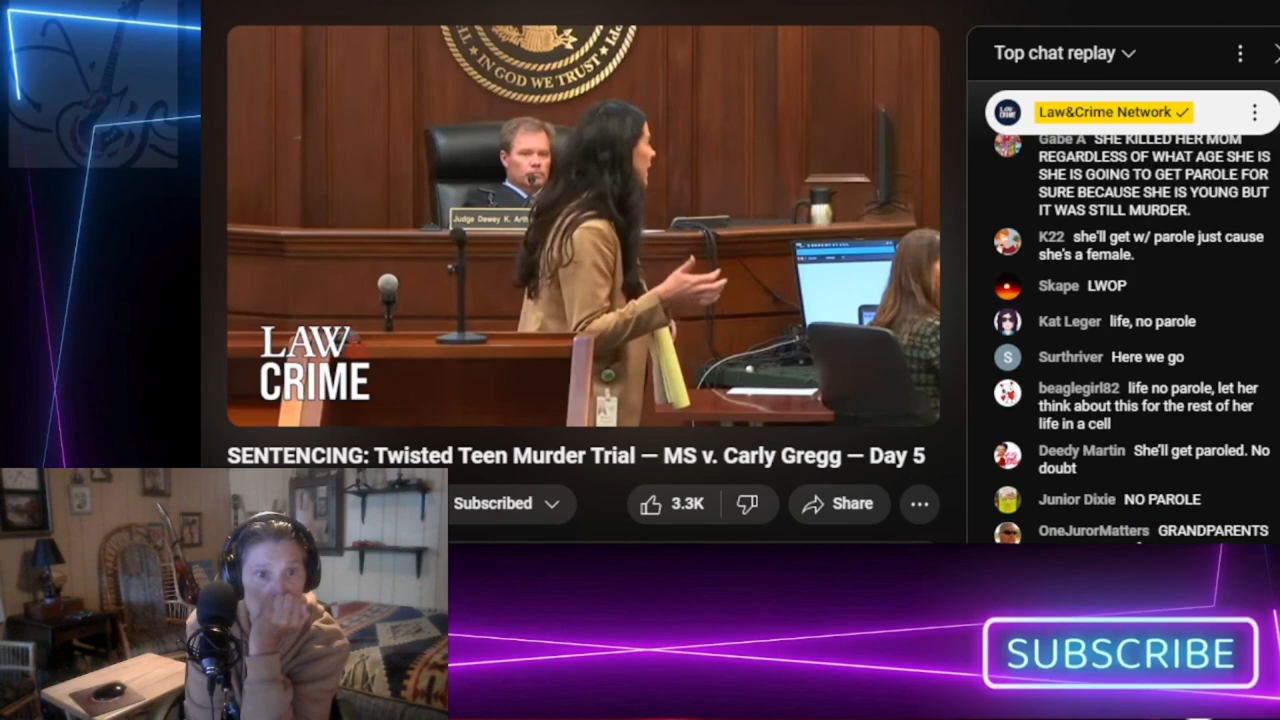 IN GOD WE TRUST
Judge Dewey K. Arth
LAW
CRIME
SENTENCING: Twisted Teen Murder Trial — MS v. Carly Gregg — Day 5
Subscribed
3.3K
Share
Top chat replay
Law&Crime Network
LAW
CRIME
Gabe A SHE KILLED HER MOM
REGARDLESS OF WHAT AGE SHE IS
SHE IS GOING TO GET PAROLE FOR
SURE BECAUSE SHE IS YOUNG BUT
IT WAS STILL MURDER.
K22 she'll get w/ parole just cause
she's a female.
Skape LWOP
Kat Leger life, no parole
S
Surthriver Here we go
beaglegirl82 life no parole, let her
think about this for the rest of her
life in a cell
Deedy Martin She'll get paroled. No
doubt
Junior Dixie NO PAROLE
OneJurorMatters GRANDPARENTS
SUBSCRIBE